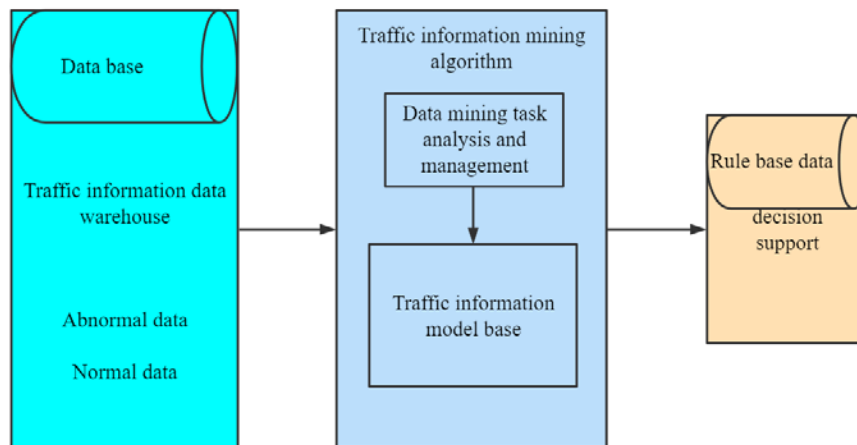 Data base
Traffic information data
warehouse
Abnormal data
Normal data
Traffic information mining
algorithm
Data mining task
analysis and
management
Traffic information
model base
Rule base data
decision
support